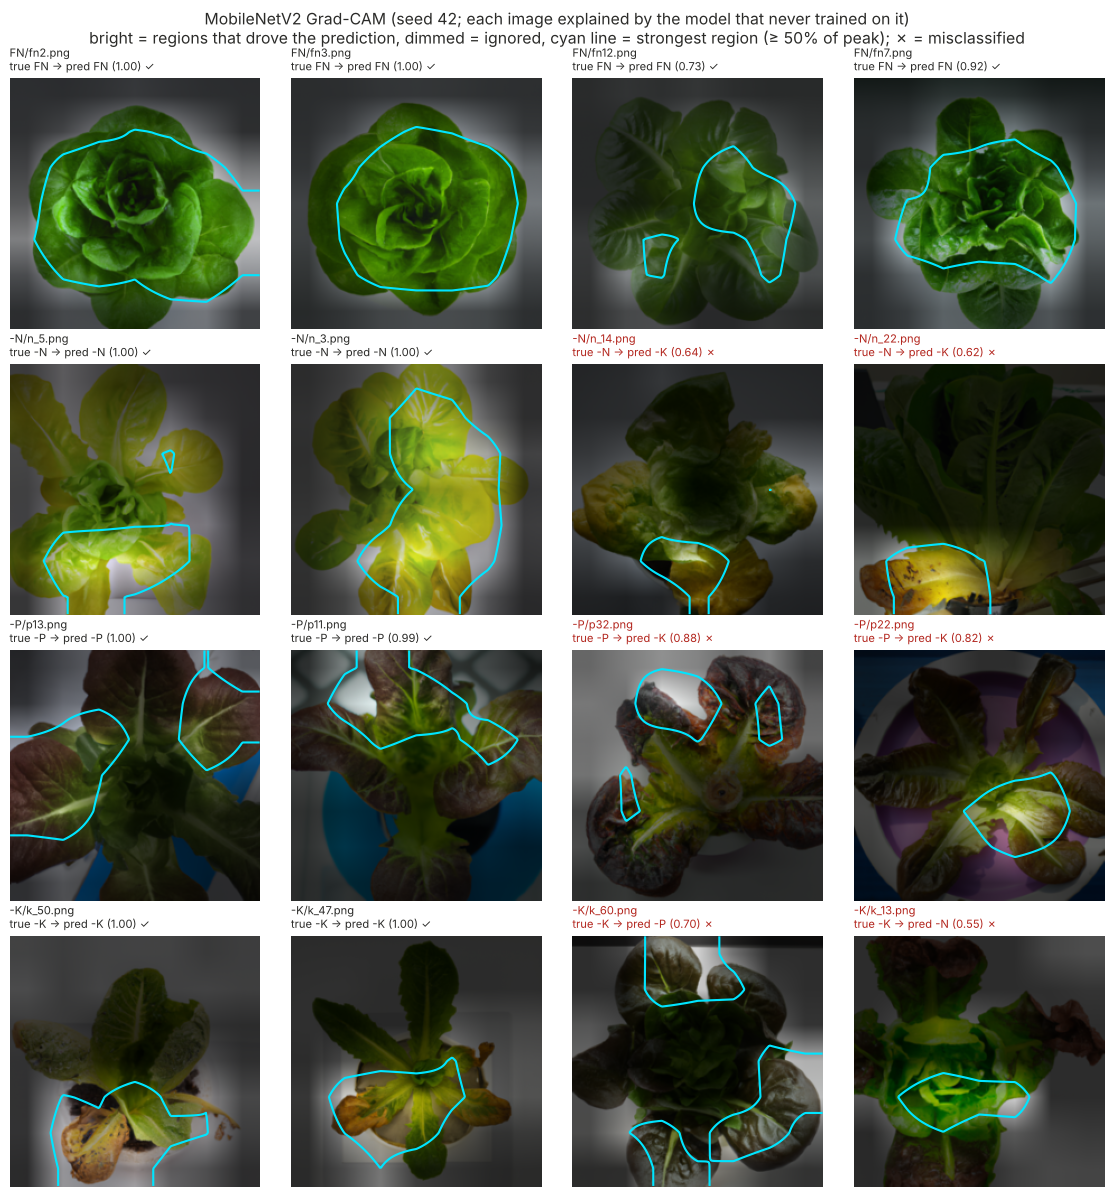 MobileNetV2 Grad-CAM (seed 42; each image explained by the model that never trained on it)
bright = regions that drove the prediction, dimmed = ignored, cyan line = strongest region (≥ 50% of peak); × = misclassified
FN/fn2.png
true FN → pred FN (1.00) ✓
FN/fn3.png
true FN → pred FN (1.00) ✓
FN/fn12.png
true FN → pred FN (0.73) ✓
FN/fn7.png
true FN → pred FN (0.92) ✓
-N/n_5.png
true -N → pred -N (1.00) ✓
-N/n_3.png
true -N → pred -N (1.00) ✓
-N/n_14.png
true -N → pred -K (0.64) ×
-N/n_22.png
true -N → pred -K (0.62) ×
-P/p13.png
true -P → pred -P (1.00) ✓
-P/p11.png
true -P → pred -P (0.99) ✓
-P/p32.png
true -P → pred -K (0.88) ×
-P/p22.png
true -P → pred -K (0.82) ×
-K/k_50.png
true -K → pred -K (1.00) ✓
-K/k_47.png
true -K → pred -K (1.00) ✓
-K/k_60.png
true -K → pred -P (0.70) ×
-K/k_13.png
true -K → pred -N (0.55) ×